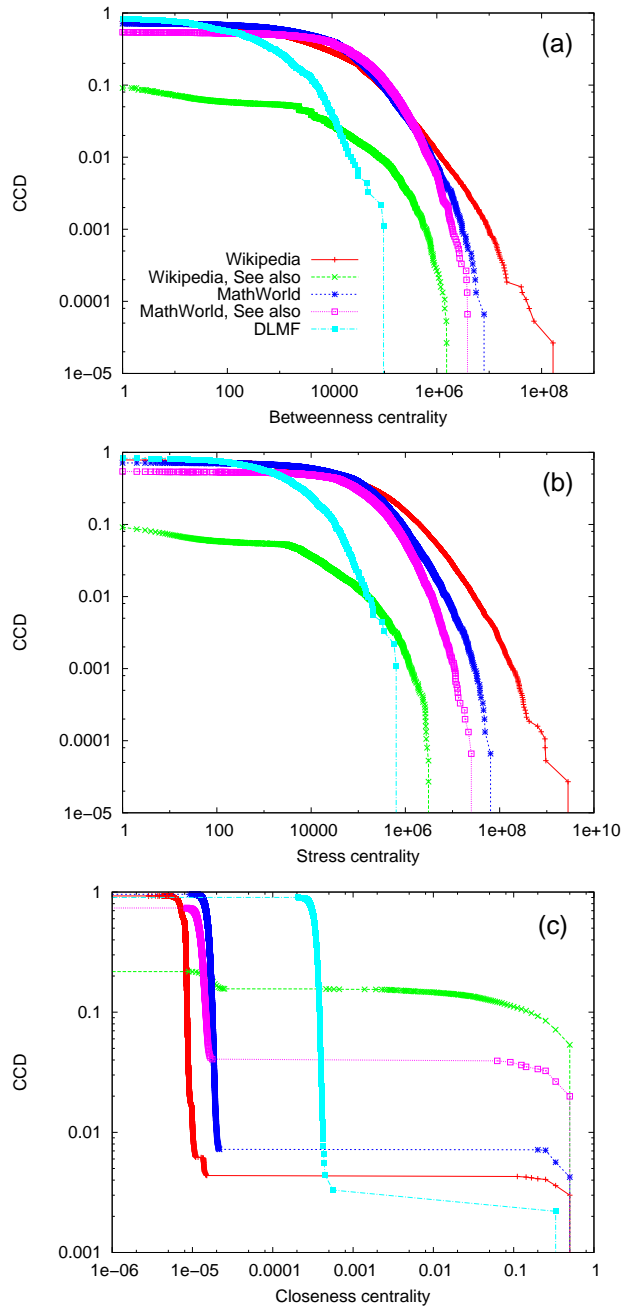 (a)
CCD
1
0.1
0.01
0.001
0.0001
1e−05
Wikipedia
Wikipedia, See also
MathWorld
MathWorld, See also
DLMF
1 100 10000 1e+06 1e+08
Betweenness centrality
(b)
CCD
1
0.1
0.01
0.001
0.0001
1e−05
1 100 10000 1e+06 1e+08 1e+10
Stress centrality
(c)
CCD
1
0.1
0.01
0.001
1e−06 1e−05 0.0001 0.001 0.01 0.1 1
Closeness centrality